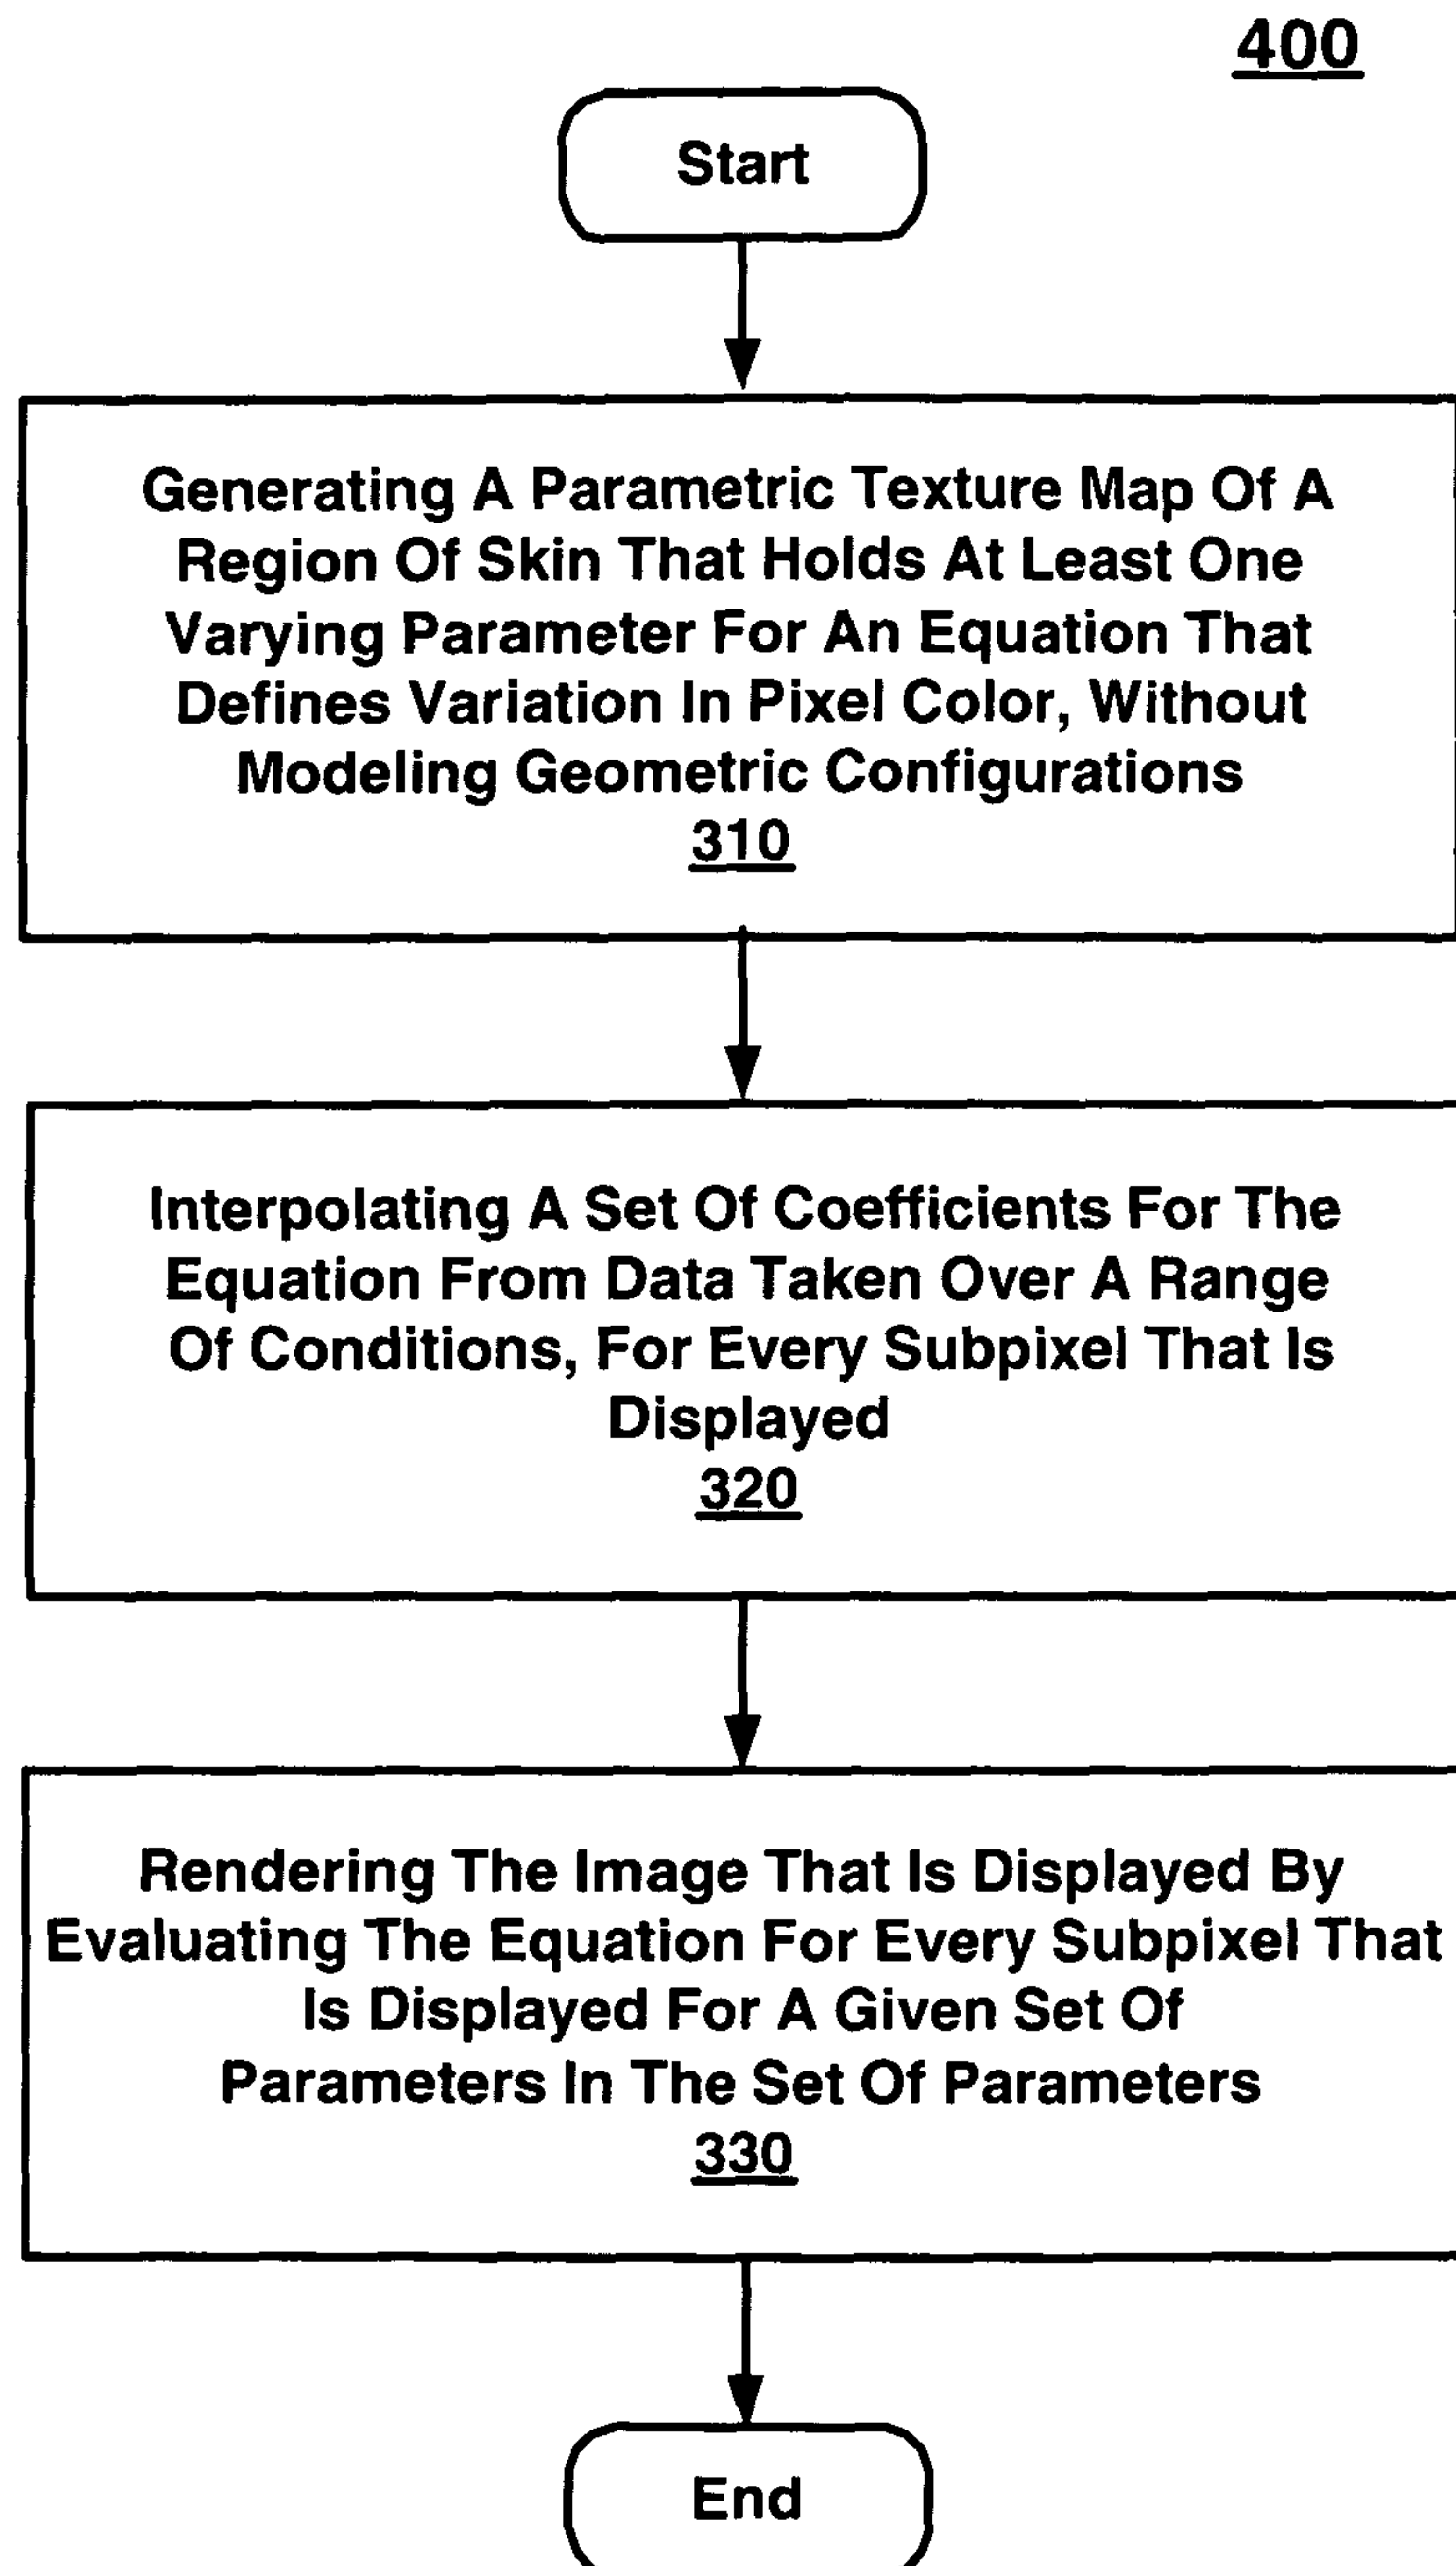 400
Start
Generating A Parametric Texture Map Of A
Region Of Skin That Holds At Least One
Varying Parameter For An Equation That
Defines Variation In Pixel Color, Without
Modeling Geometric Configurations
310
Interpolating A Set Of Coefficients For The
Equation From Data Taken Over A Range
Of Conditions, For Every Subpixel That Is
Displayed
320
Rendering The Image That Is Displayed By
Evaluating The Equation For Every Subpixel That
Is Displayed For A Given Set Of
Parameters In The Set Of Parameters
330
End